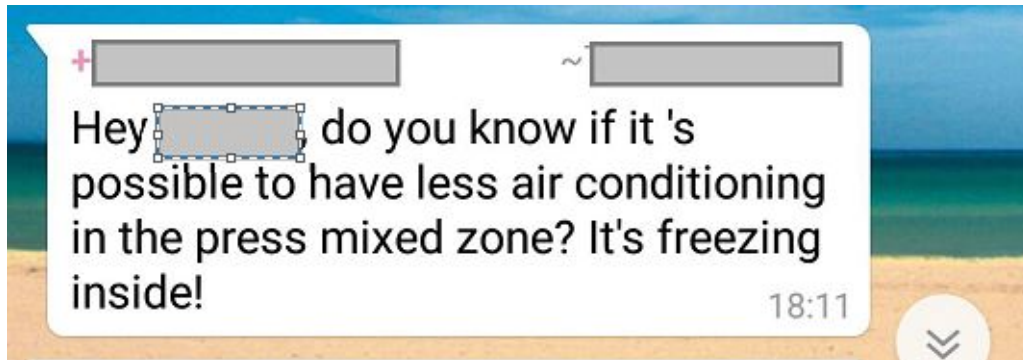 + ~
Hey , do you know if it 's
possible to have less air conditioning
in the press mixed zone? It's freezing
inside!
18:11